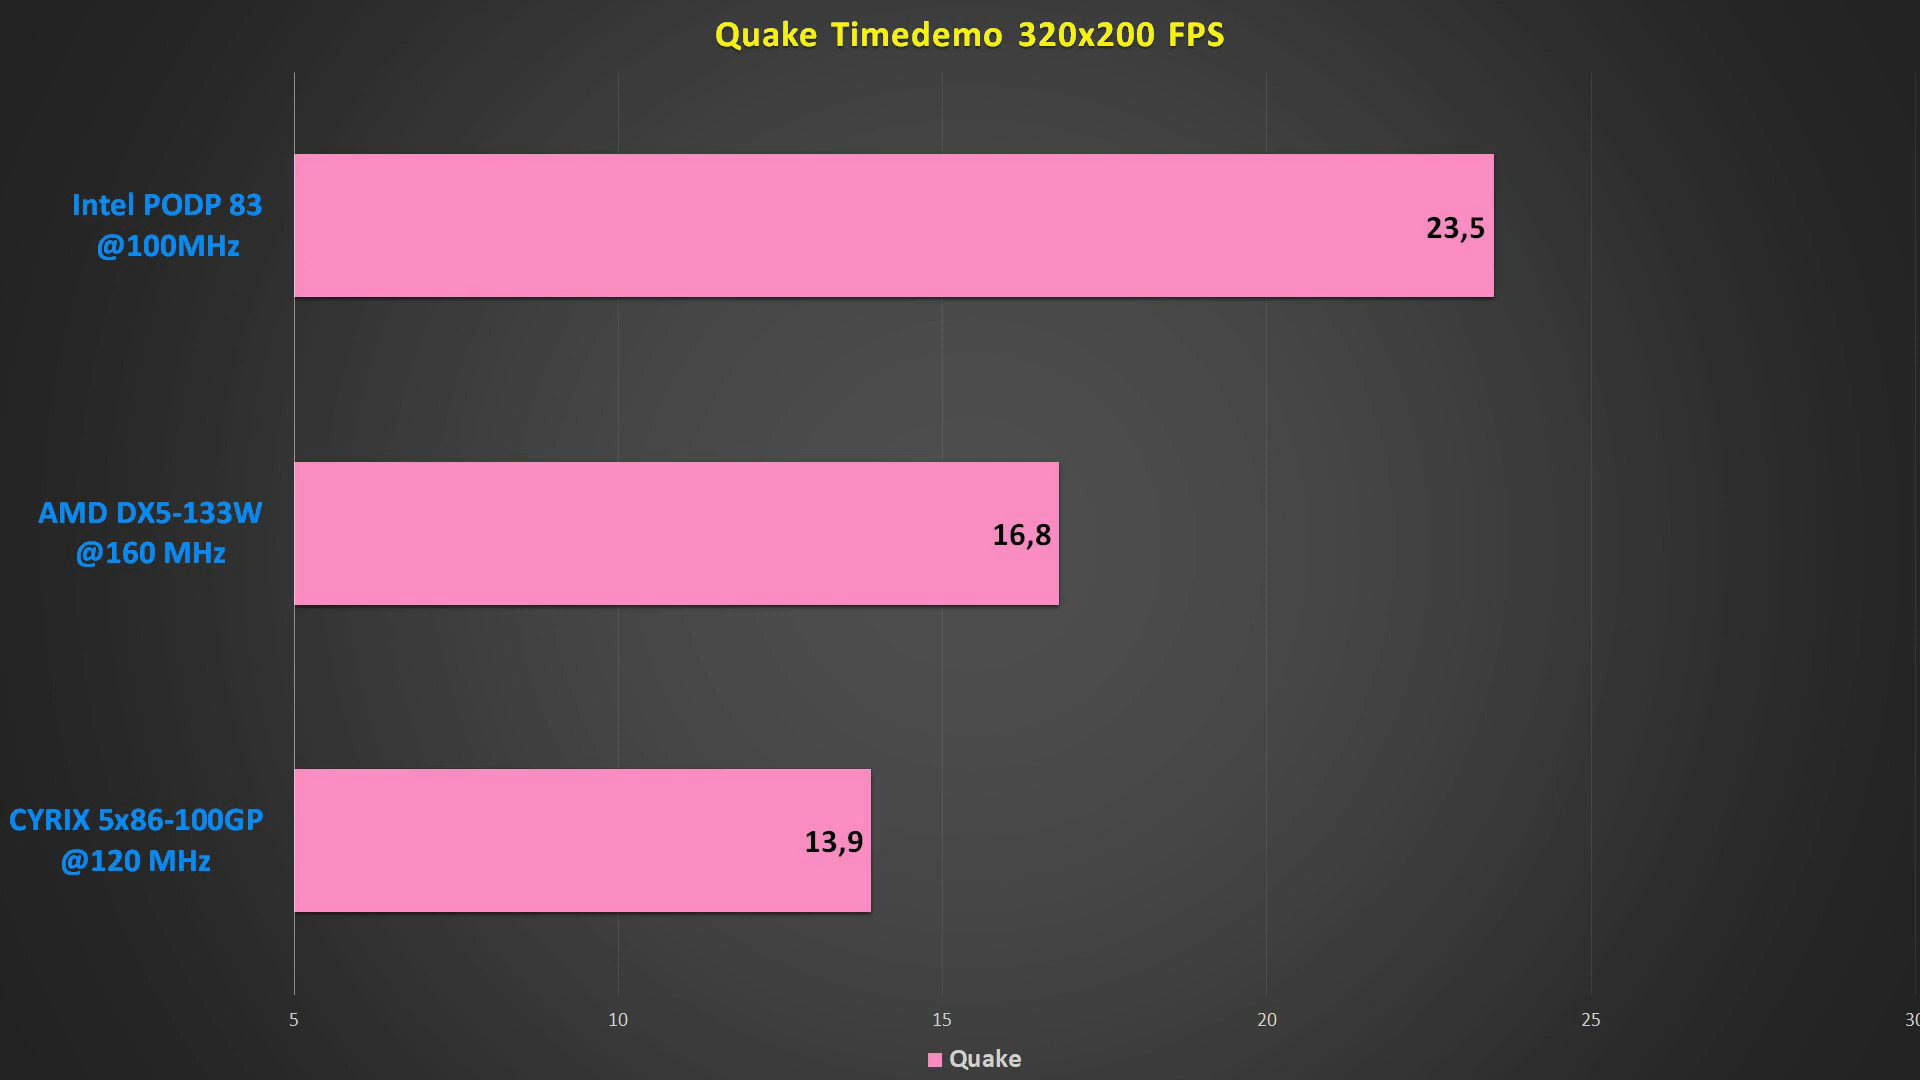 Quake Timedemo 320x200 FPS
Intel PODP 83
@100MHz
23,5
AMD DX5-133W
@160 MHz
16,8
CYRIX 5x86-100GP
@120 MHz
13,9
5 10 15 20 25 30
Quake